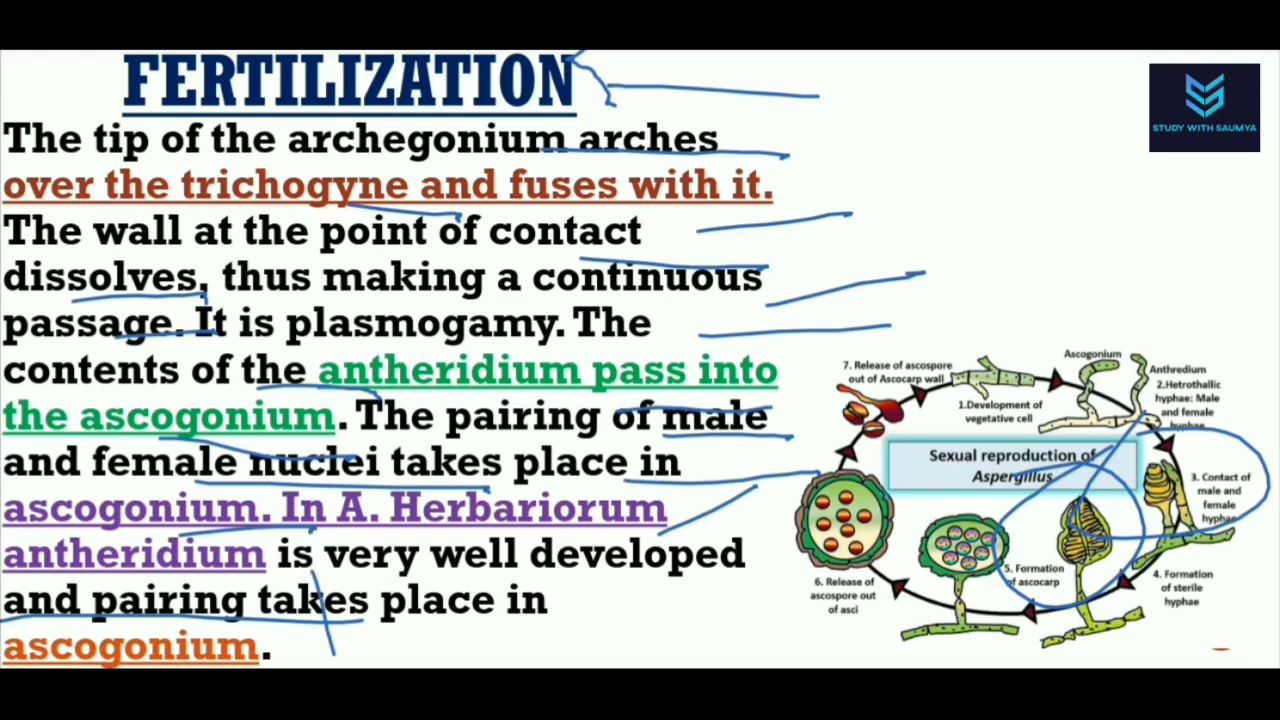 FERTILIZATION
The tip of the archegonium arches
over the trichogyne and fuses with it.
The wall at the point of contact
dissolves, thus making a continuous
passage. It is plasmogamy. The
contents of the antheridium pass into
the ascogonium. The pairing of male
and female nuclei takes place in
ascogonium. In A. Herbariorum
antheridium is very well developed
and pairing takes place in
ascogonium.
STUDY WITH SAUMYA
7. Release of ascospore
out of Ascocarp wall
Ascogonium
Anthredium
1.Development of
vegetative cell
2.Hetrothallic
hyphae: Male
and female
hyphae
Sexual reproduction of
Aspergillus
3. Contact of
male and
female
hyphae
4. Formation
of sterile
hyphae
5. Formation
of ascocarp
6. Release of
ascospore out
of asci